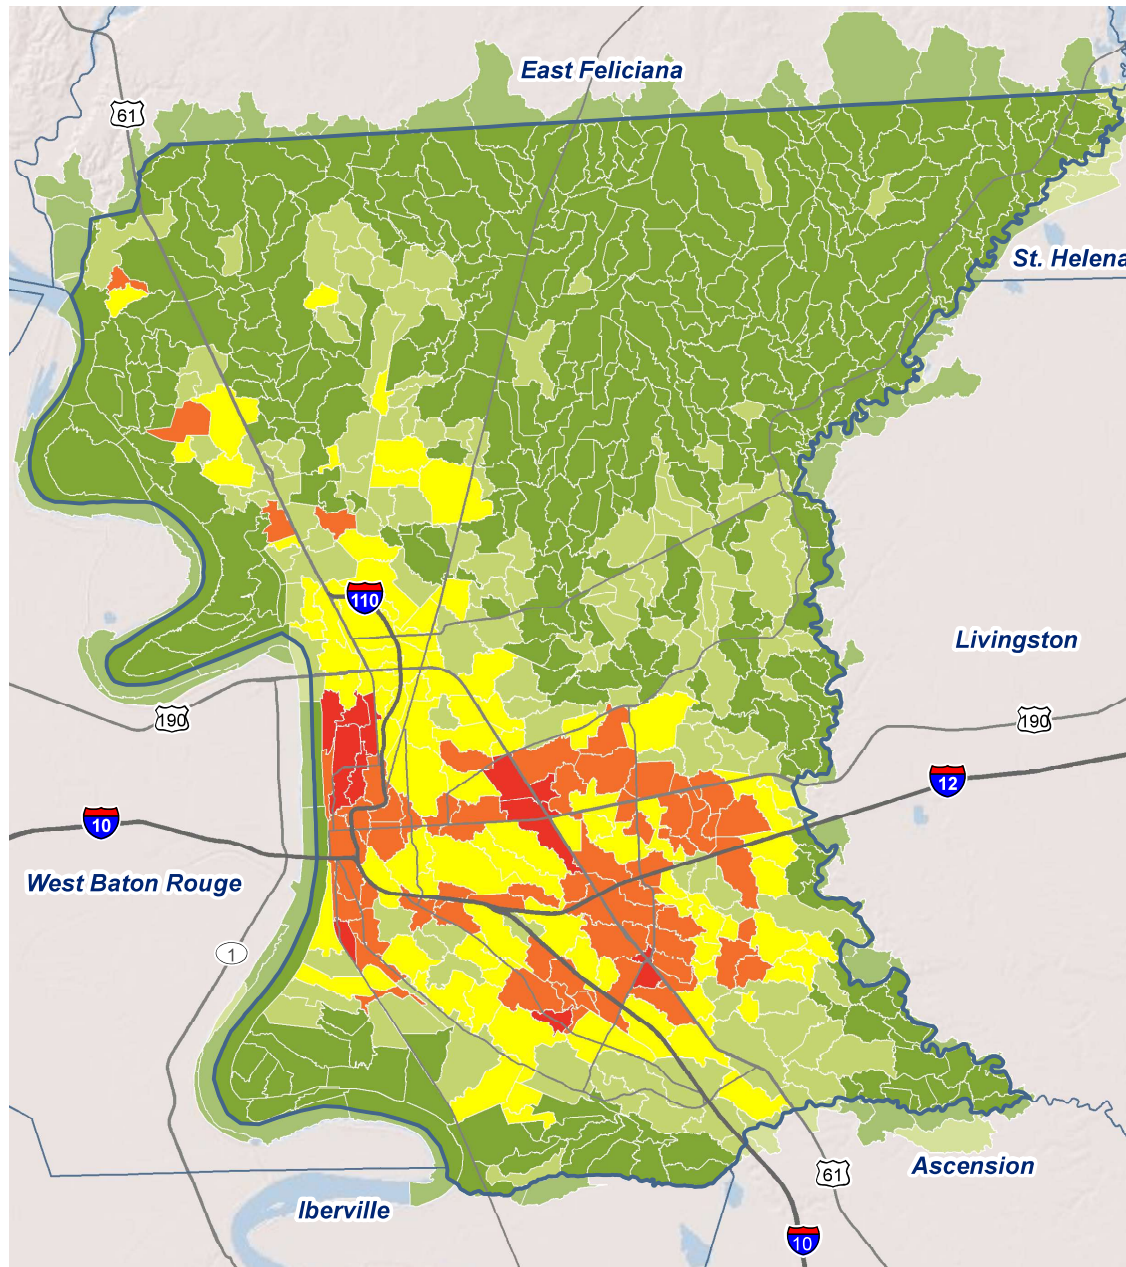 East Feliciana
61
St. Helena
110
Livingston
190
190
12
10
West Baton Rouge
1
Ascension
61
Iberville
10